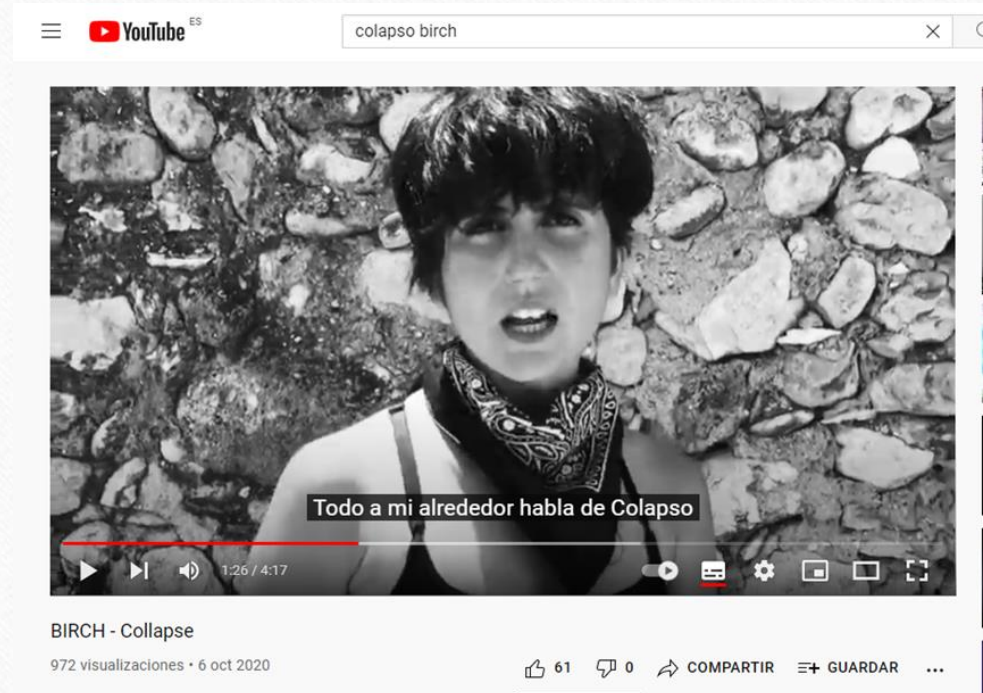 YouTube ES
colapso birch
Todo a mi alrededor habla de Colapso
1:26 / 4:17
BIRCH - Collapse
972 visualizaciones • 6 oct 2020
61 0 COMPARTIR GUARDAR